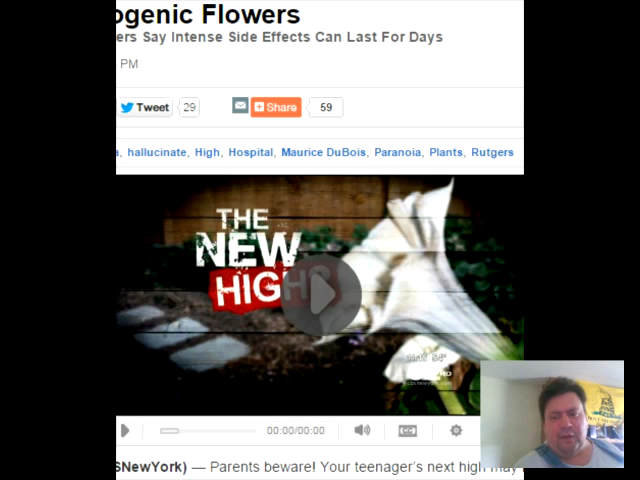 ogenic Flowers
ers Say Intense Side Effects Can Last For Days
PM
Tweet 29 Share 59
a, hallucinate, High, Hospital, Maurice DuBois, Paranoia, Plants, Rutgers
THE
NEW
HIGHS!
54°
00:00/00:00
SNewYork) — Parents beware! Your teenager's next high may